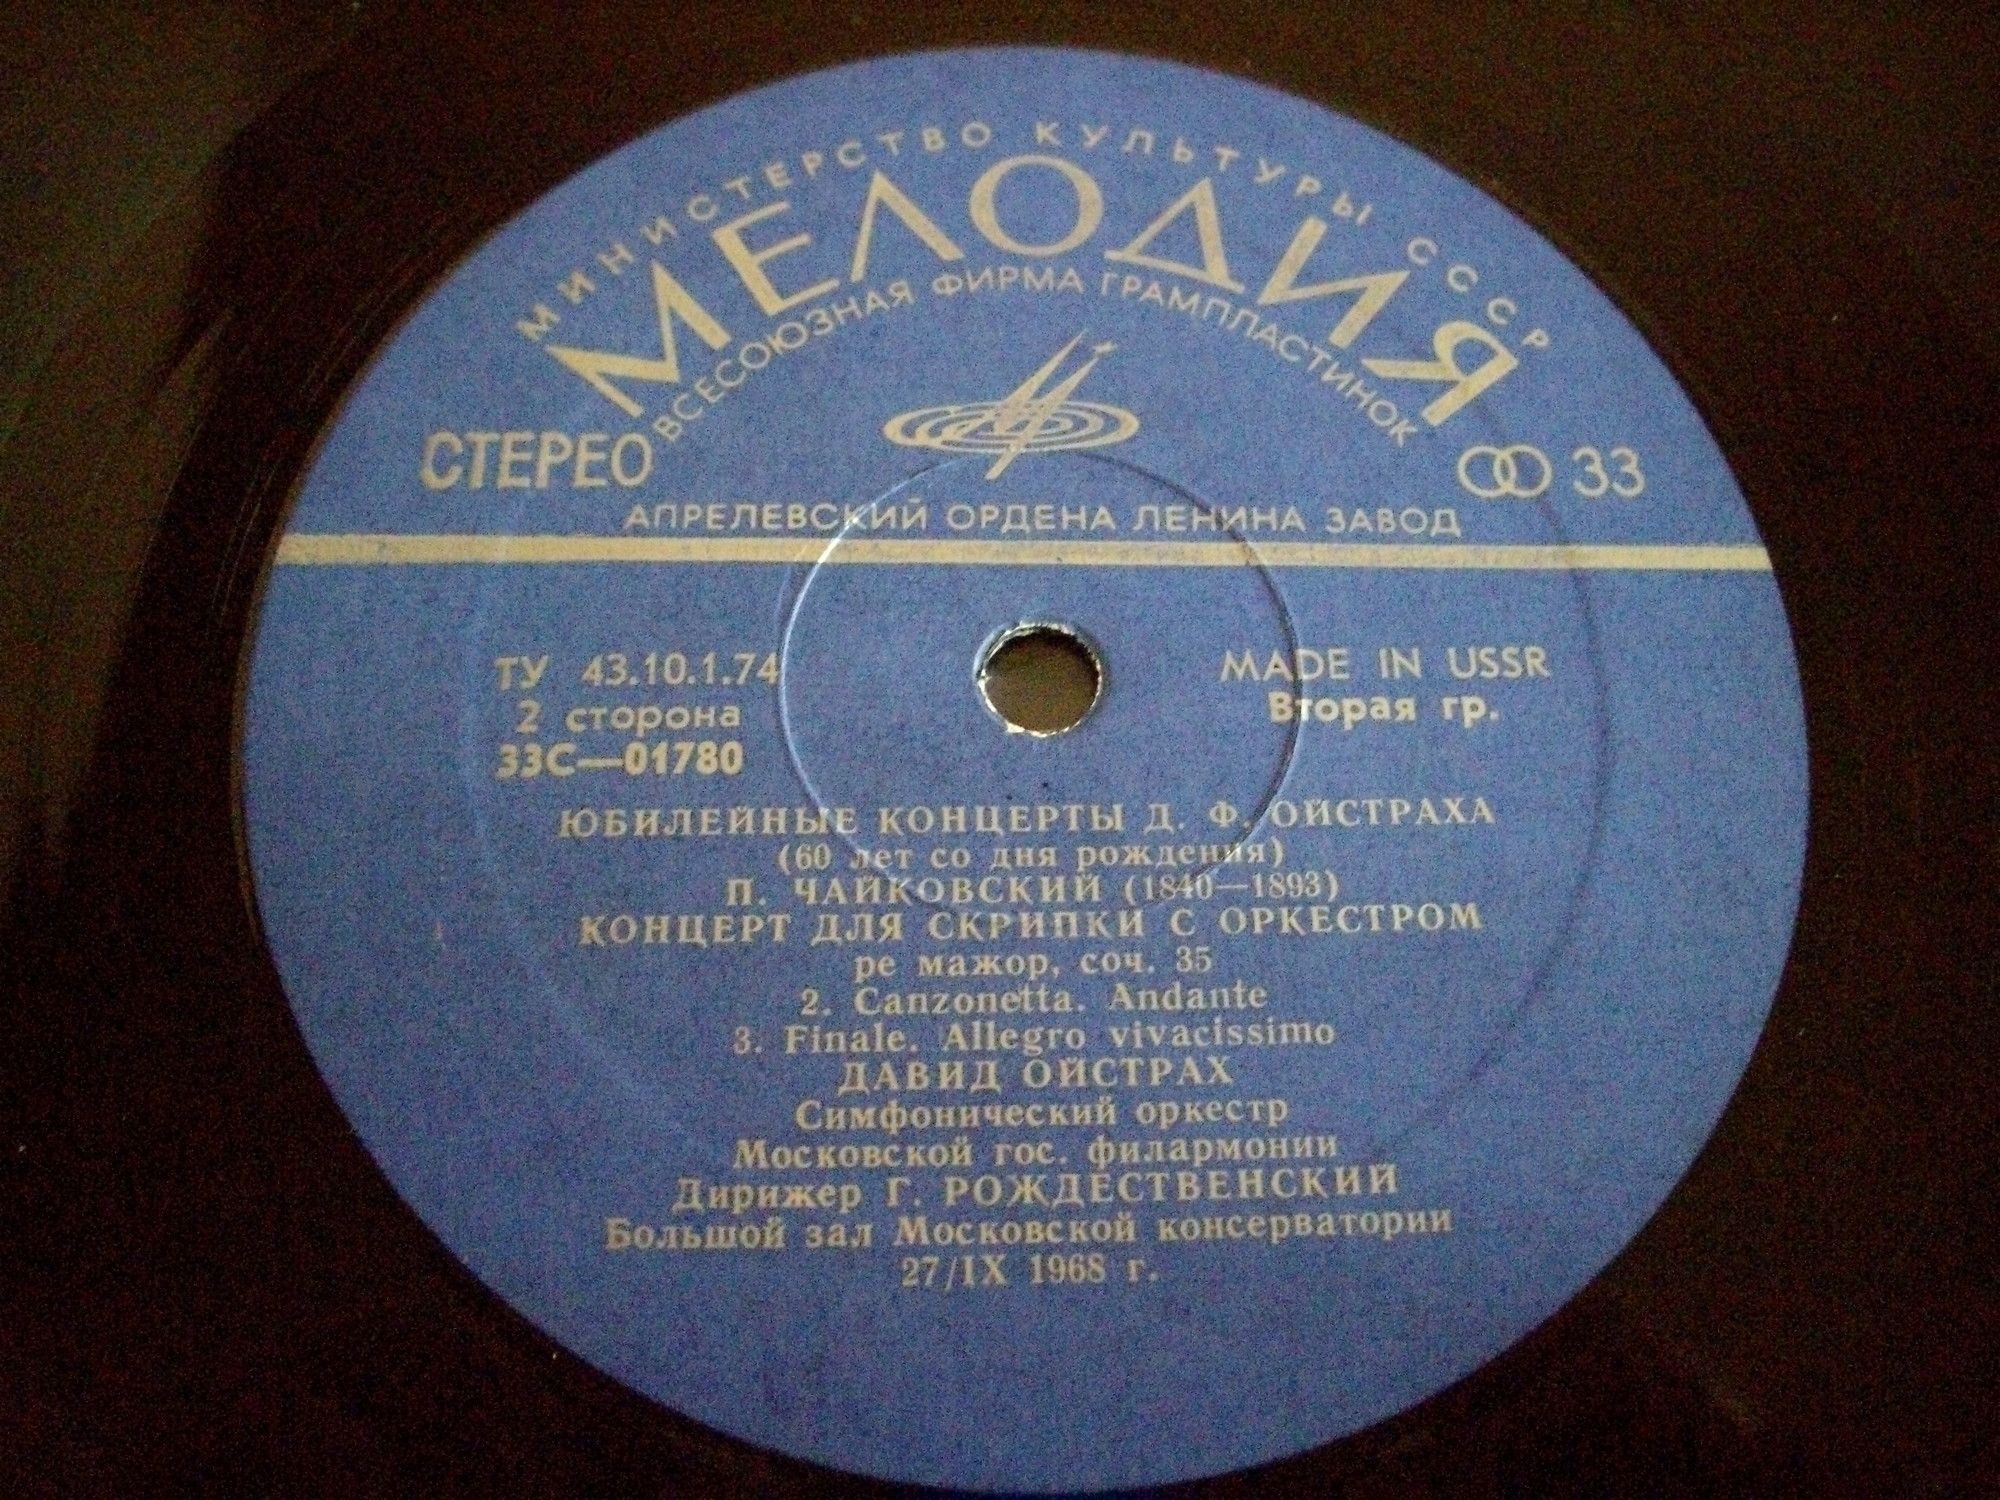 МИНИСТЕРСТВО КУЛЬТУРЫ СССР
МЕЛОДИЯ
ВСЕСОЮЗНАЯ ФИРМА ГРАМПЛАСТИНОК
СТЕРЕО
33
АПРЕЛЕВСКИЙ ОРДЕНА ЛЕНИНА ЗАВОД
ТУ 43.10.1.74
MADE IN USSR
2 сторона
Вторая гр.
33С—01780
ЮБИЛЕЙНЫЕ КОНЦЕРТЫ Д. Ф. ОЙСТРАХА
(60 лет со дня рождения)
П. ЧАЙКОВСКИЙ (1840—1893)
КОНЦЕРТ ДЛЯ СКРИПКИ С ОРКЕСТРОМ
ре мажор, соч. 35
2. Canzonetta. Andante
3. Finale. Allegro vivacissimo
ДАВИД ОЙСТРАХ
Симфонический оркестр
Московской гос. филармонии
Дирижер Г. РОЖДЕСТВЕНСКИЙ
Большой зал Московской консерватории
27/IX 1968 г.